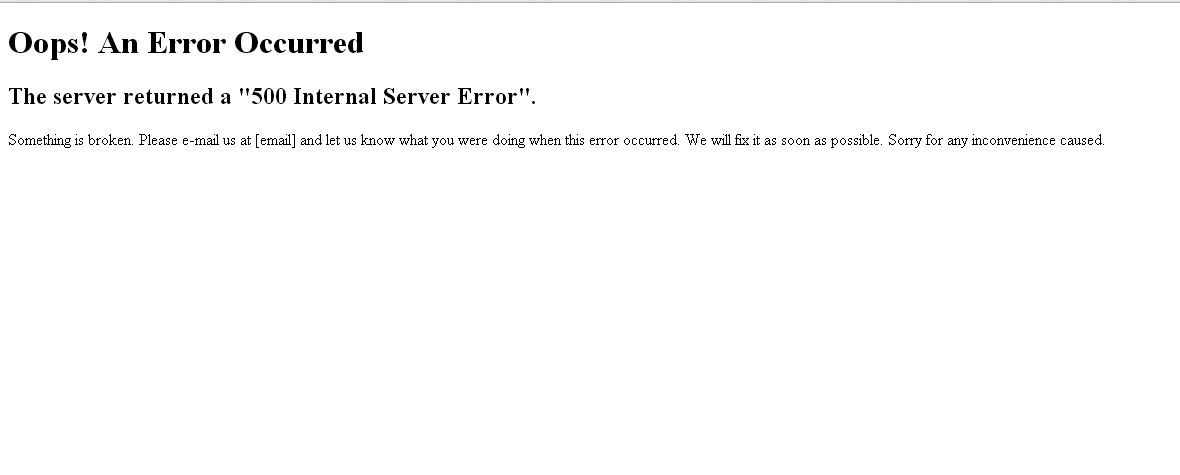 Oops! An Error Occurred
The server returned a "500 Internal Server Error".
Something is broken. Please e-mail us at [email] and let us know what you were doing when this error occurred. We will fix it as soon as possible. Sorry for any inconvenience caused.